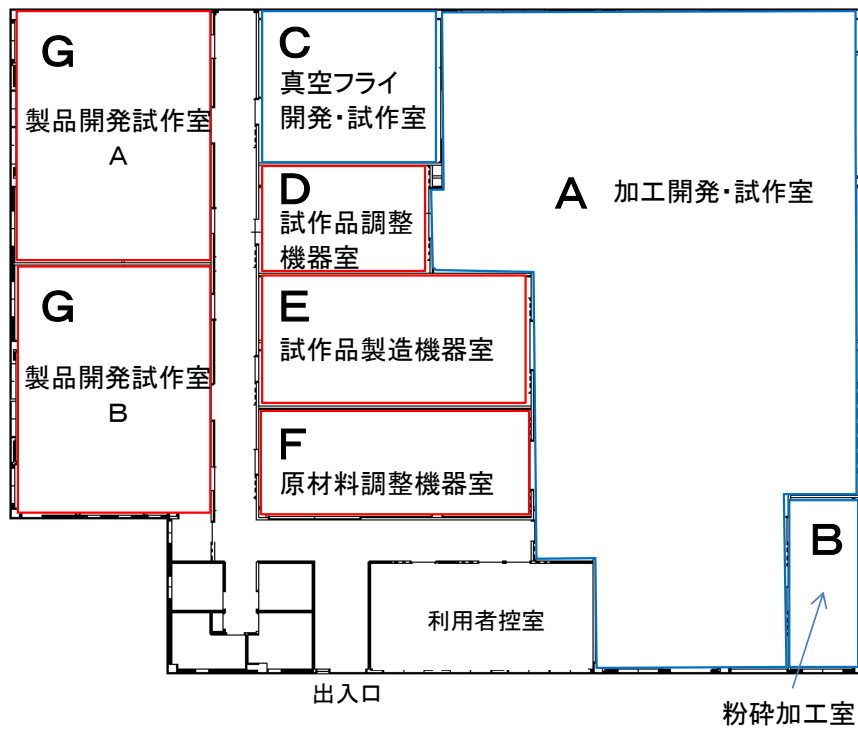 G
製品開発試作室
A
C
真空フライ
開発・試作室
D
試作品調整
機器室
A 加工開発・試作室
G
製品開発試作室
B
E
試作品製造機器室
F
原材料調整機器室
B
利用者控室
出入口
粉砕加工室